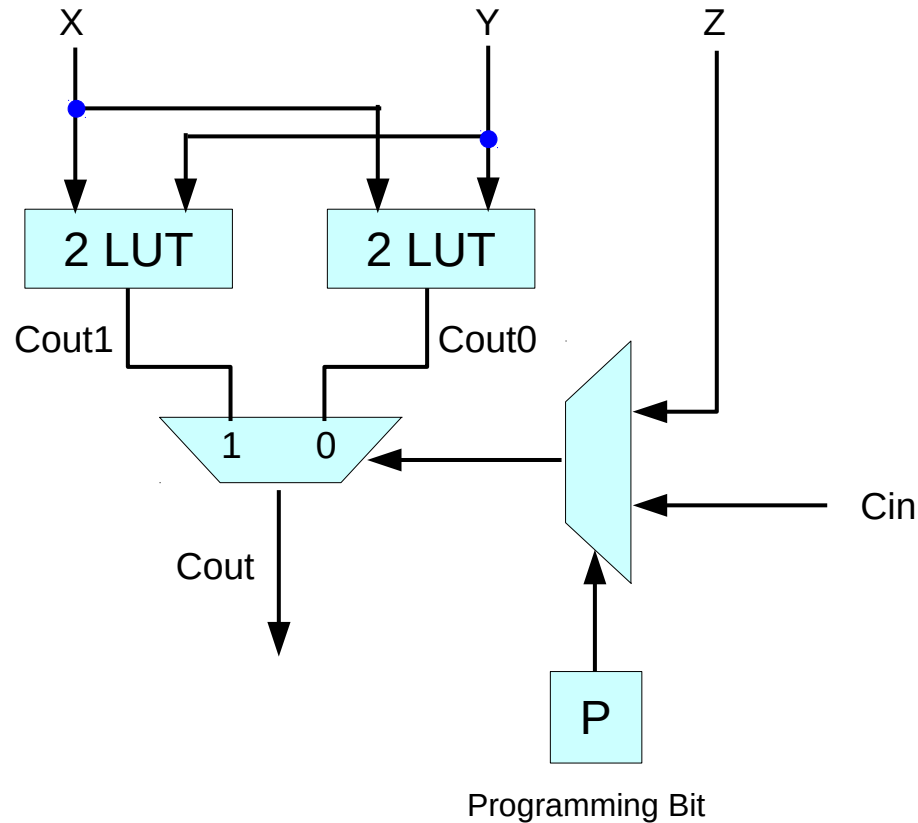 X
Y
Z
2 LUT
2 LUT
Cout1
Cout0
1
0
Cin
Cout
P
Programming Bit